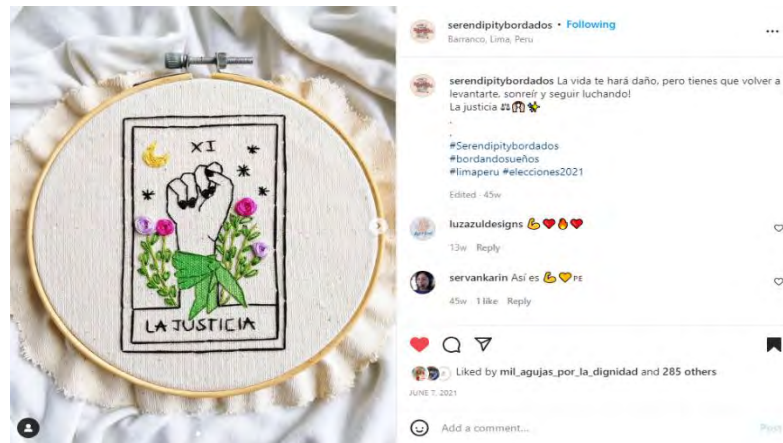 XI
LA JUSTICIA
serendipitybordados • Following
Barranco, Lima, Peru
serendipitybordados La vida te hará daño, pero tienes que volver a
levantarte, sonreír y seguir luchando!
La justicia
.
.
#Serendipitybordados
#bordandosueños
#limaperu #elecciones2021
Edited · 45w
luzazuldesigns
13w Reply
servankarin Así es PE
45w 1 like Reply
Liked by mil_agujas_por_la_dignidad and 285 others
JUNE 7, 2021
Add a comment...
Post